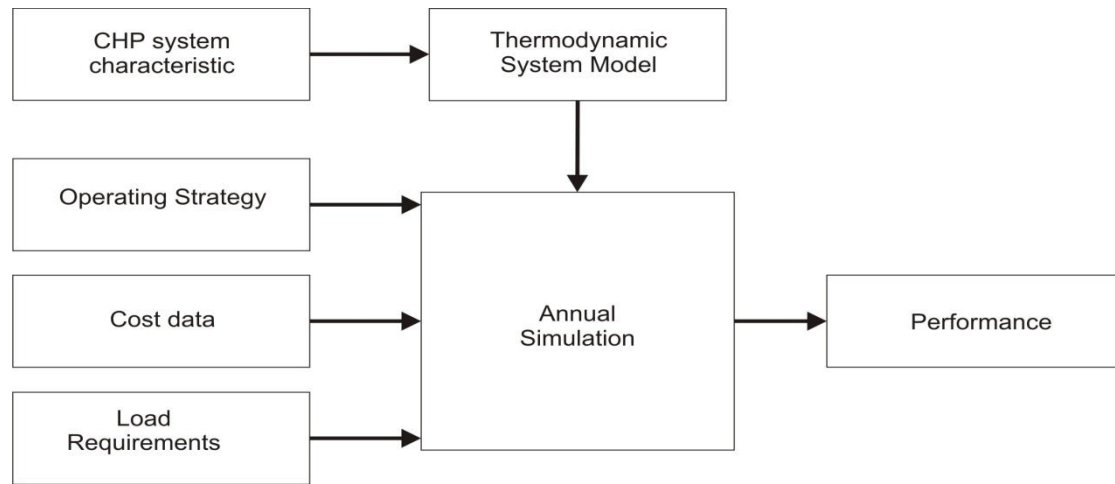 CHP system
characteristic
Thermodynamic
System Model
Operating Strategy
Cost data
Load
Requirements
Annual
Simulation
Performance